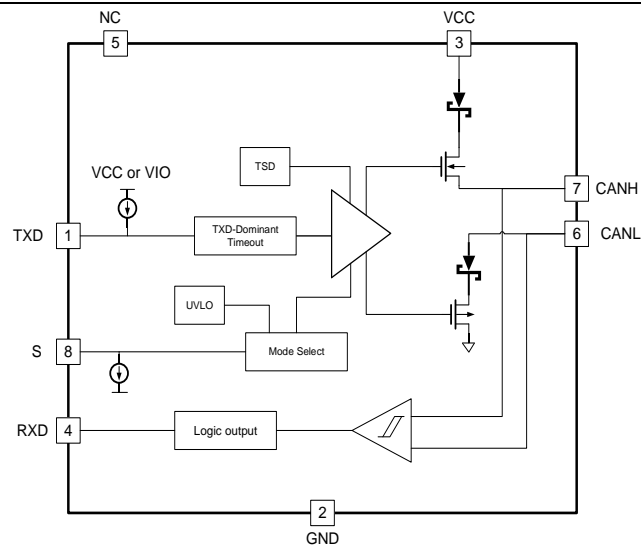 NC
VCC
5
3
TSD
VCC or VIO
7
CANH
TXD
1
TXD-Dominant
Timeout
6
CANL
UVLO
S
8
Mode Select
RXD
4
Logic output
2
GND